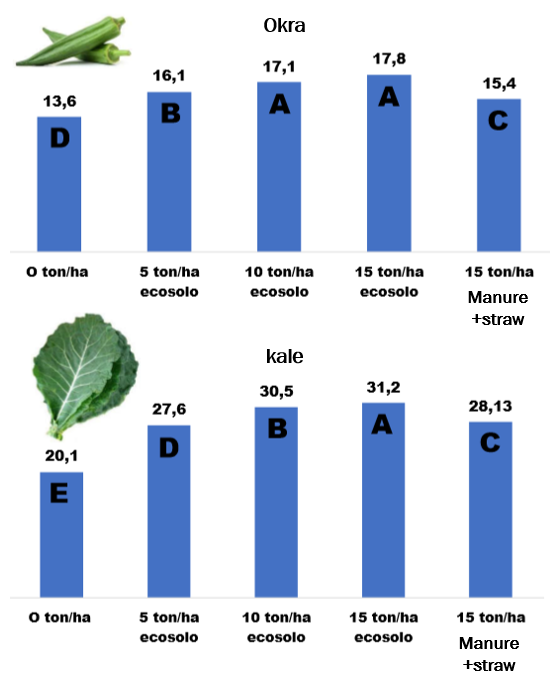 Okra
13,6
16,1
17,1
17,8
15,4
D
B
A
A
C
O ton/ha
5 ton/ha
ecosolo
10 ton/ha
ecosolo
15 ton/ha
ecosolo
15 ton/ha
Manure
+straw
kale
20,1
27,6
30,5
31,2
28,13
E
D
B
A
C
O ton/ha
5 ton/ha
ecosolo
10 ton/ha
ecosolo
15 ton/ha
ecosolo
15 ton/ha
Manure
+straw